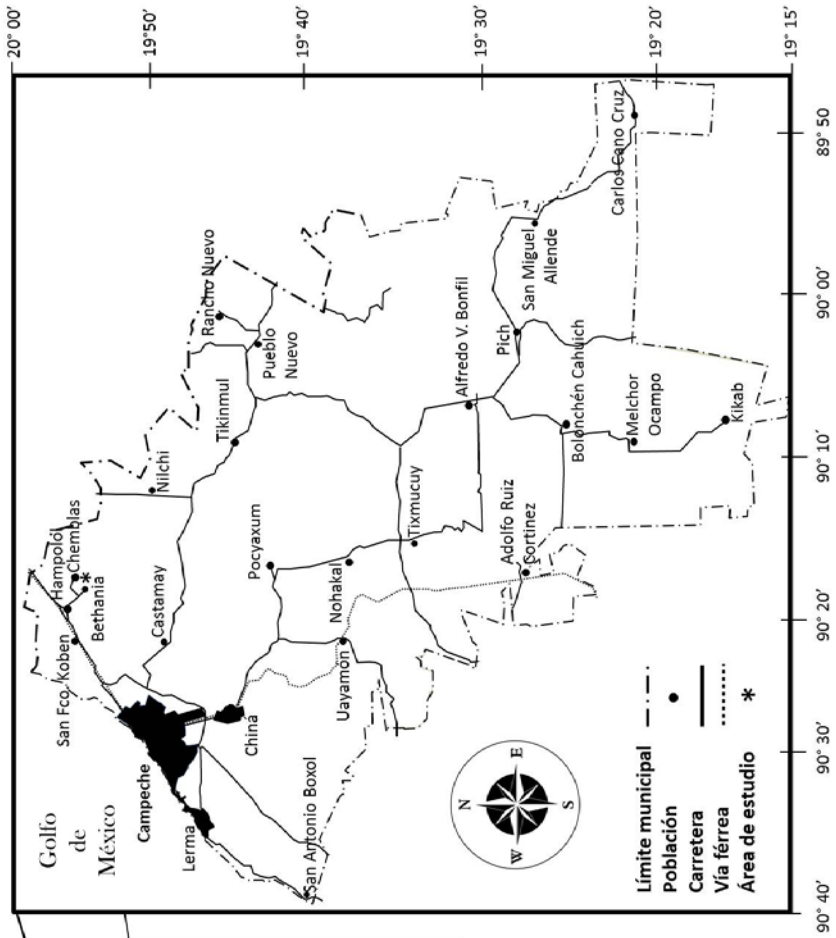 20° 00'
19° 50'
19° 40'
19° 30'
19° 20'
19° 15'
Golfo
de
México
San Fco. Koben
Hampolól
Chemblas
Bethania
*
Nilchi
Campeche
Castamay
Lerma
China
Tikinmul
Rancho Nuevo
Pueblo
Nuevo
Pocyaxum
Nohakal
Uayamón
San Antonio Boxol
Tixmucuy
Alfredo V. Bonfil
Adolfo Ruiz
Cortinez
Pich
San Miguel
Allende
Bolonchén Cahuich
Melchor
Ocampo
Kikab
Carlos Cano Cruz
N
W
E
S
Límite municipal
Población
Carretera
Vía férrea
Área de estudio *
90° 40'
90° 30'
90° 20'
90° 10'
90° 00'
89° 50